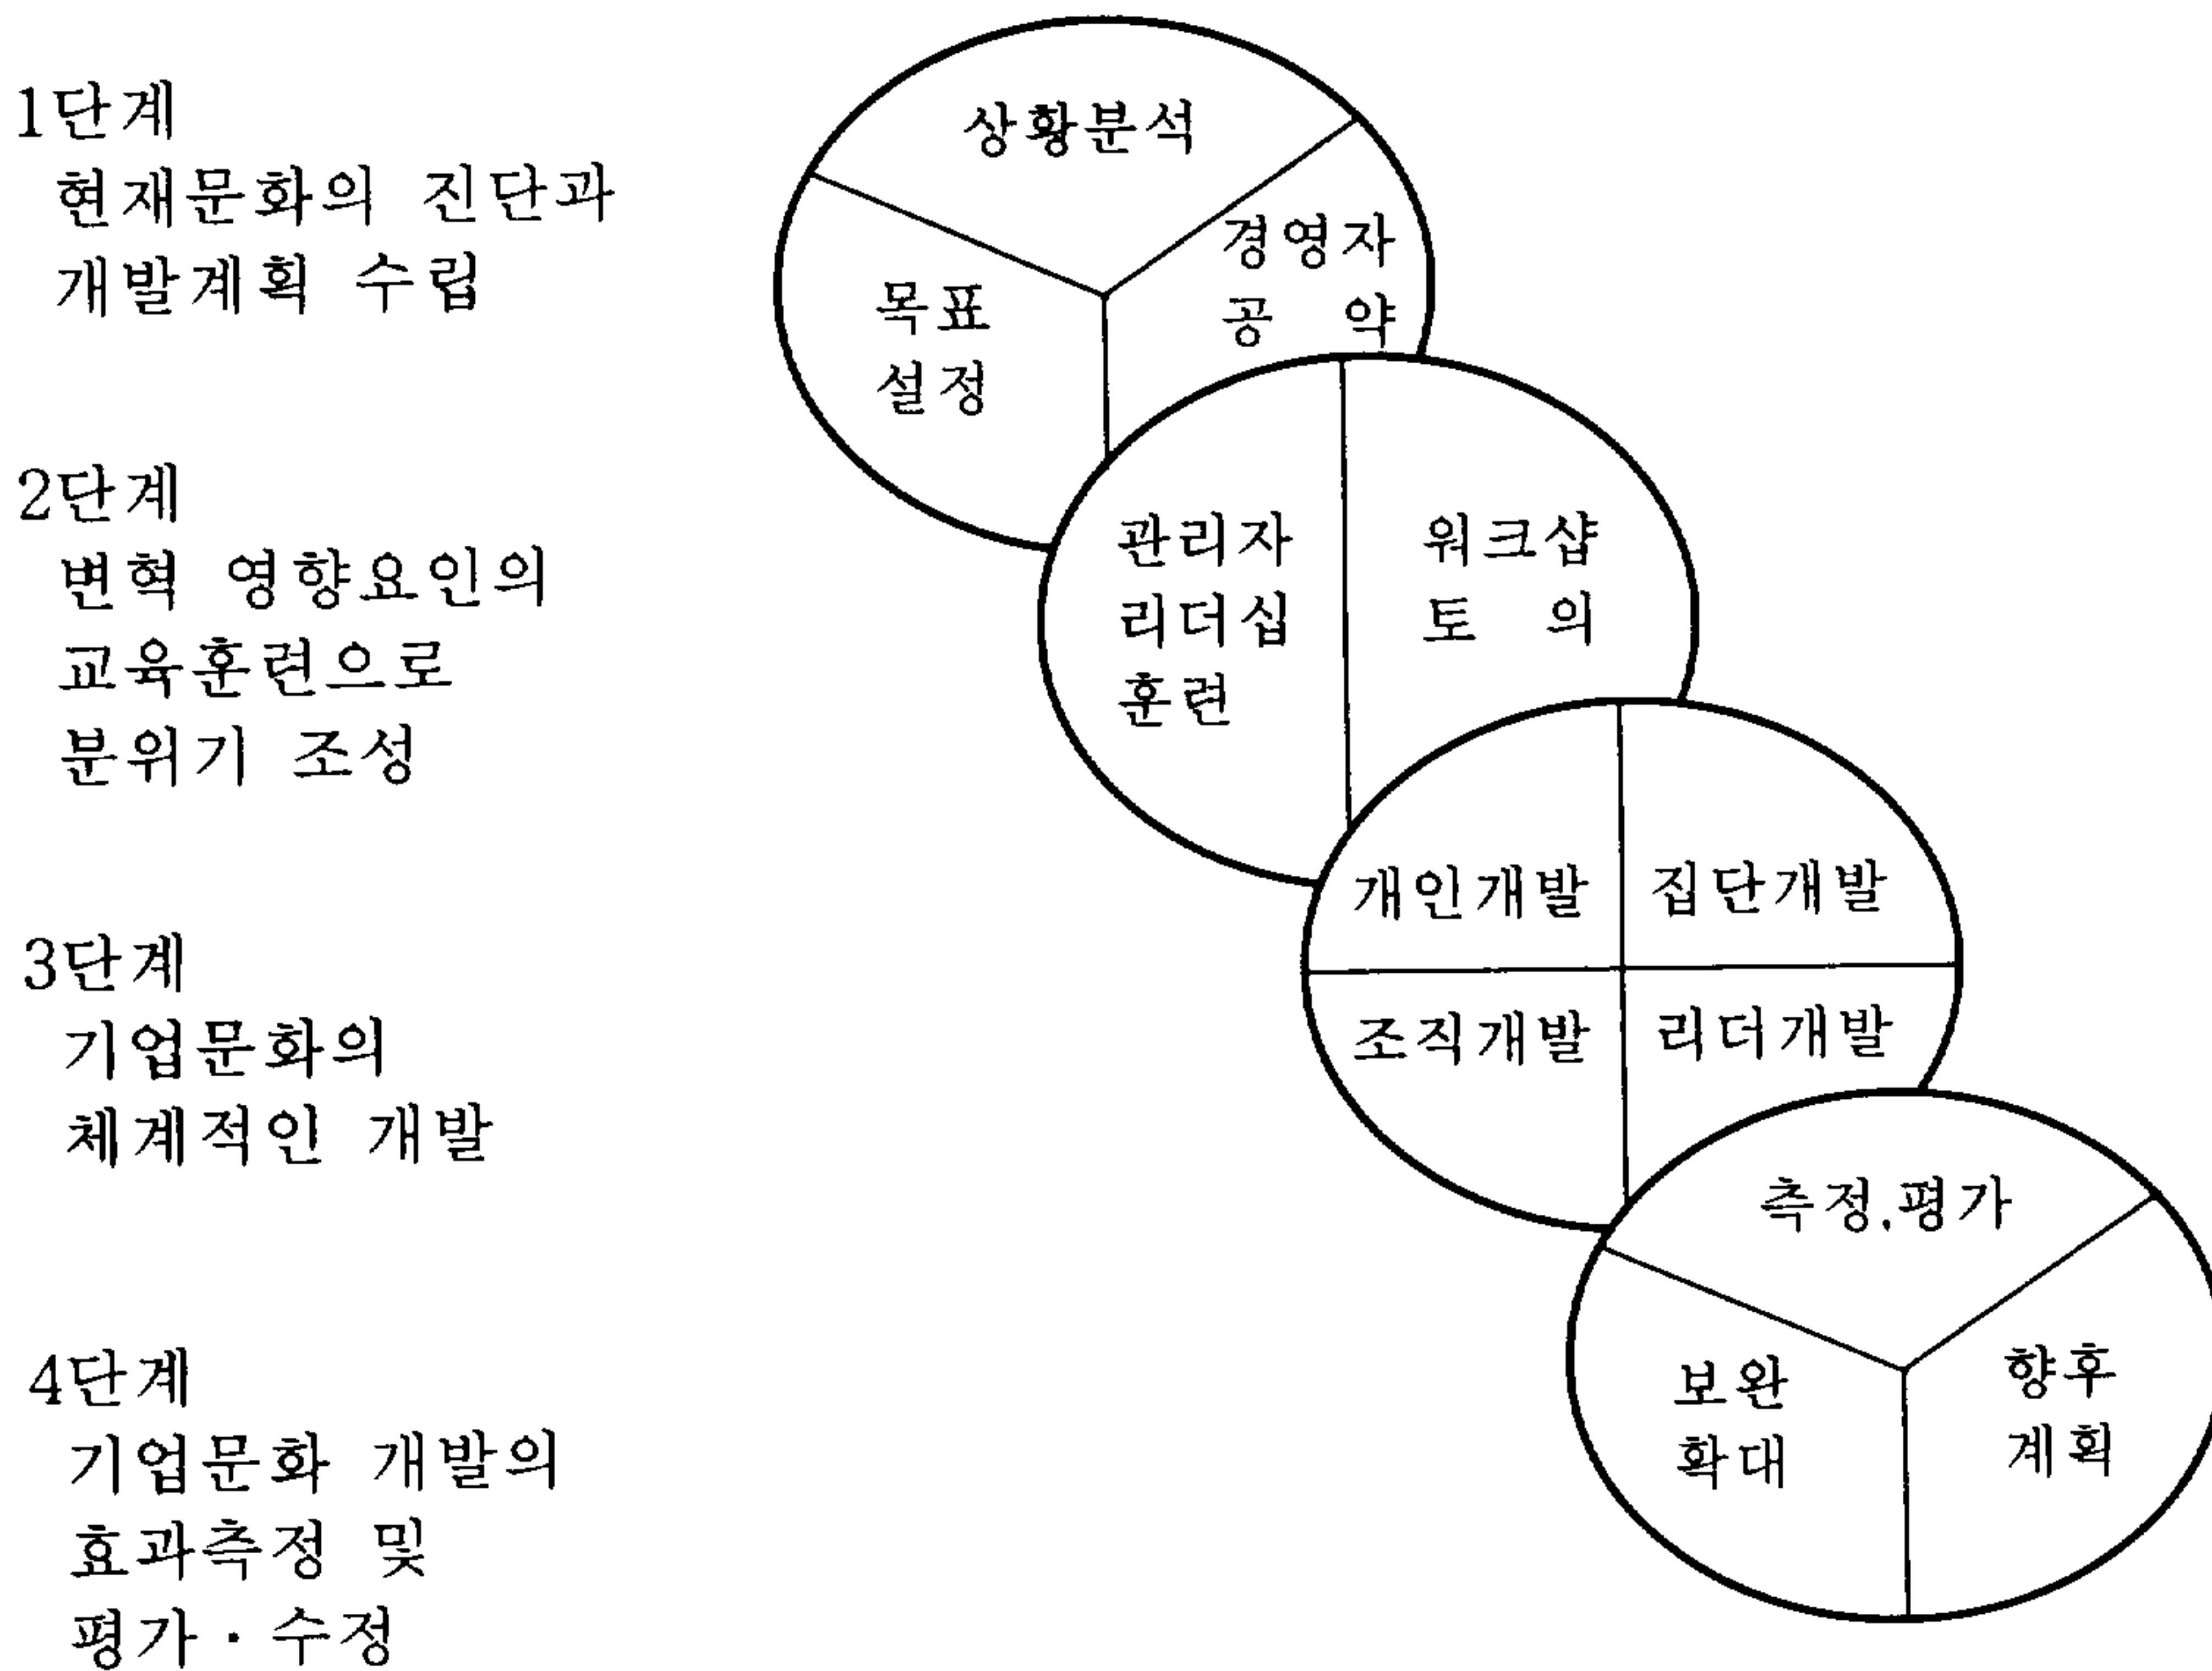 1단계
현재문화의 진단과
개발계획 수립
상황분석
경영자
공 약
목표
설정
2단계
변혁 영향요인의
교육훈련으로
분위기 조성
관리자
리더십
훈련
워크샵
토 의
3단계
기업문화의
체계적인 개발
개인개발
집단개발
조직개발
리더개발
4단계
기업문화 개발의
효과측정 및
평가·수정
측정.평가
보완
확대
향후
계획